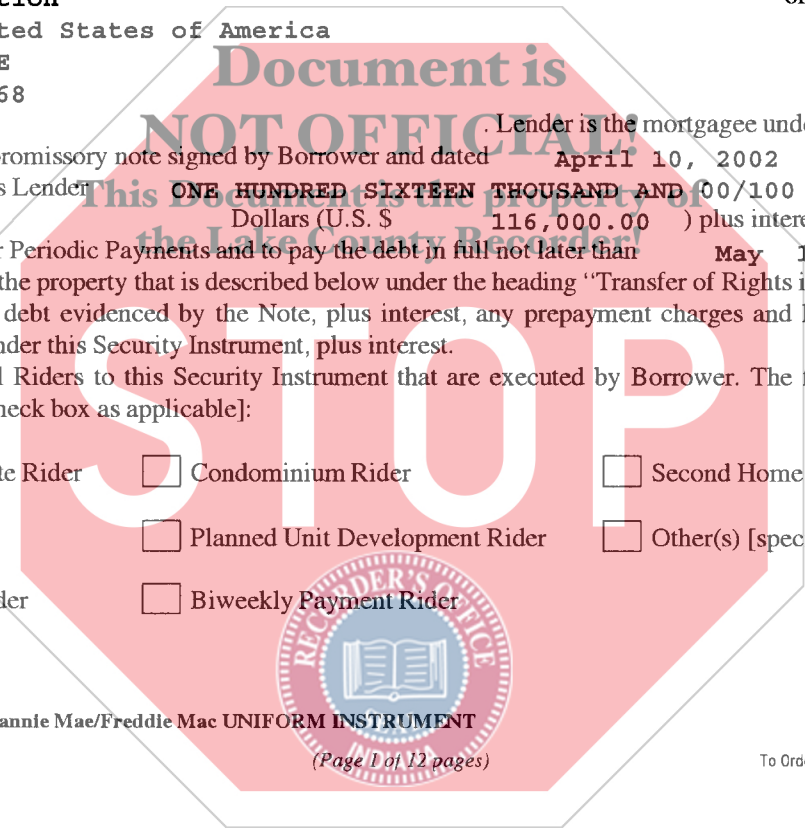 ted States of America
E
68
Document is
NOT OFFICIAL!
. Lender is the mortgagee unde
romissory note signed by Borrower and dated April 10, 2002
s Lender ONE HUNDRED SIXTEEN THOUSAND AND 00/100
This Document is the property of
Dollars (U.S. $ 116,000.00 ) plus intere
the Lake County Recorder!
r Periodic Payments and to pay the debt in full not later than May 1
the property that is described below under the heading “Transfer of Rights i
debt evidenced by the Note, plus interest, any prepayment charges and l
nder this Security Instrument, plus interest.
l Riders to this Security Instrument that are executed by Borrower. The f
heck box as applicable]:
STOP
te Rider Condominium Rider Second Home
Planned Unit Development Rider Other(s) [spec
der Biweekly Payment Rider
RECORDER'S OFFICE
SEAL
INDIANA
annie Mae/Freddie Mac UNIFORM INSTRUMENT
(Page 1 of 12 pages)
To Ord